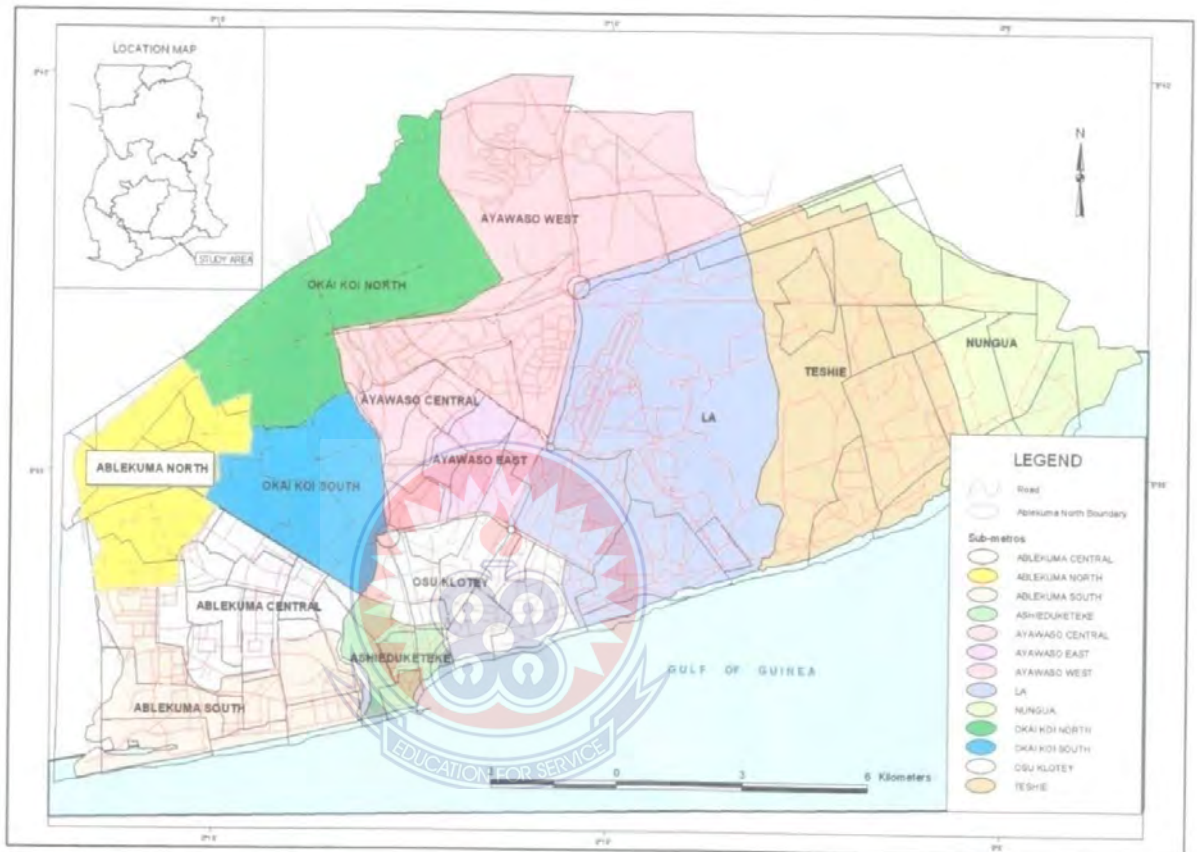 LOCATION MAP
STUDY AREA
N
AYAWASO WEST
OKAI KOI NORTH
NUNGUA
TESHIE
AYAWASO CENTRAL
LA
AYAWASO EAST
ABLEKUMA NORTH
OKAI KOI SOUTH
OSU KLOTEY
ABLEKUMA CENTRAL
ASHIEDUKETEKE
GULF OF GUINEA
ABLEKUMA SOUTH
EDUCATION FOR SERVICE
0 3 6 Kilometers
LEGEND
Road
Ablekuma North Boundary
Sub-metros
ABLEKUMA CENTRAL
ABLEKUMA NORTH
ABLEKUMA SOUTH
ASHIEDUKETEKE
AYAWASO CENTRAL
AYAWASO EAST
AYAWASO WEST
LA
NUNGUA
OKAI KOI NORTH
OKAI KOI SOUTH
OSU KLOTEY
TESHIE